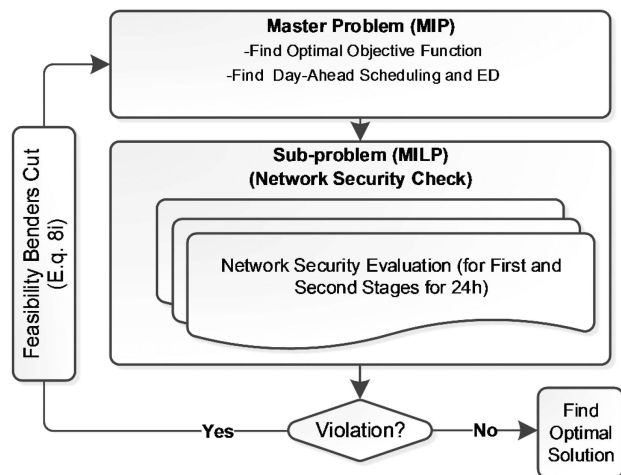 Master Problem (MIP)
-Find Optimal Objective Function
-Find Day-Ahead Scheduling and ED
Sub-problem (MILP)
(Network Security Check)
Network Security Evaluation (for First and
Second Stages for 24h)
Feasibility Benders Cut
(E.q. 8i)
Violation?
Yes
No
Find
Optimal
Solution